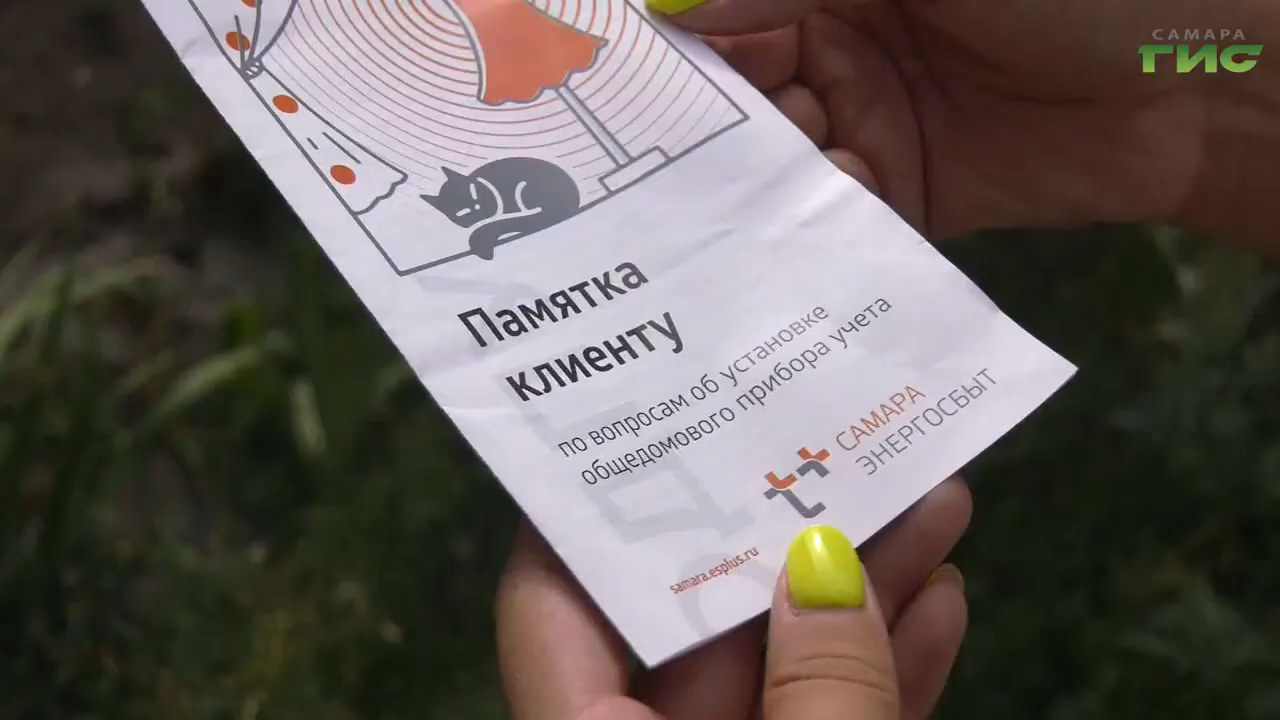 САМАРА
ГИС
Памятка
клиенту
по вопросам об установке
общедомового прибора учета
САМАРА
ЭНЕРГОСБЫТ
samara.esplus.ru